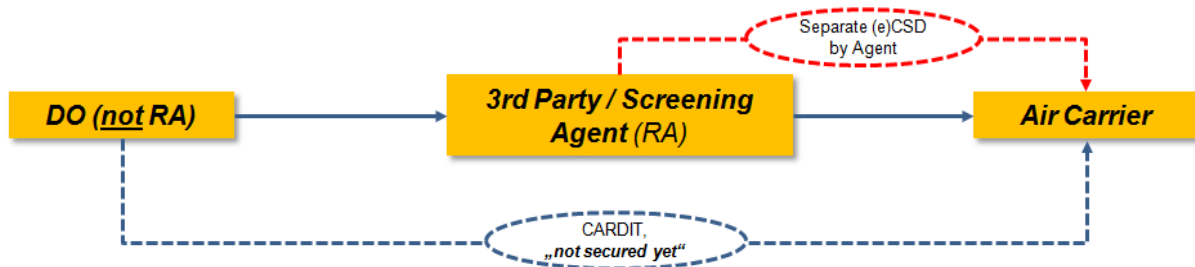 Separate (e)CSD
by Agent
DO (not RA)
3rd Party / Screening
Agent (RA)
Air Carrier
CARDIT,
„not secured yet“